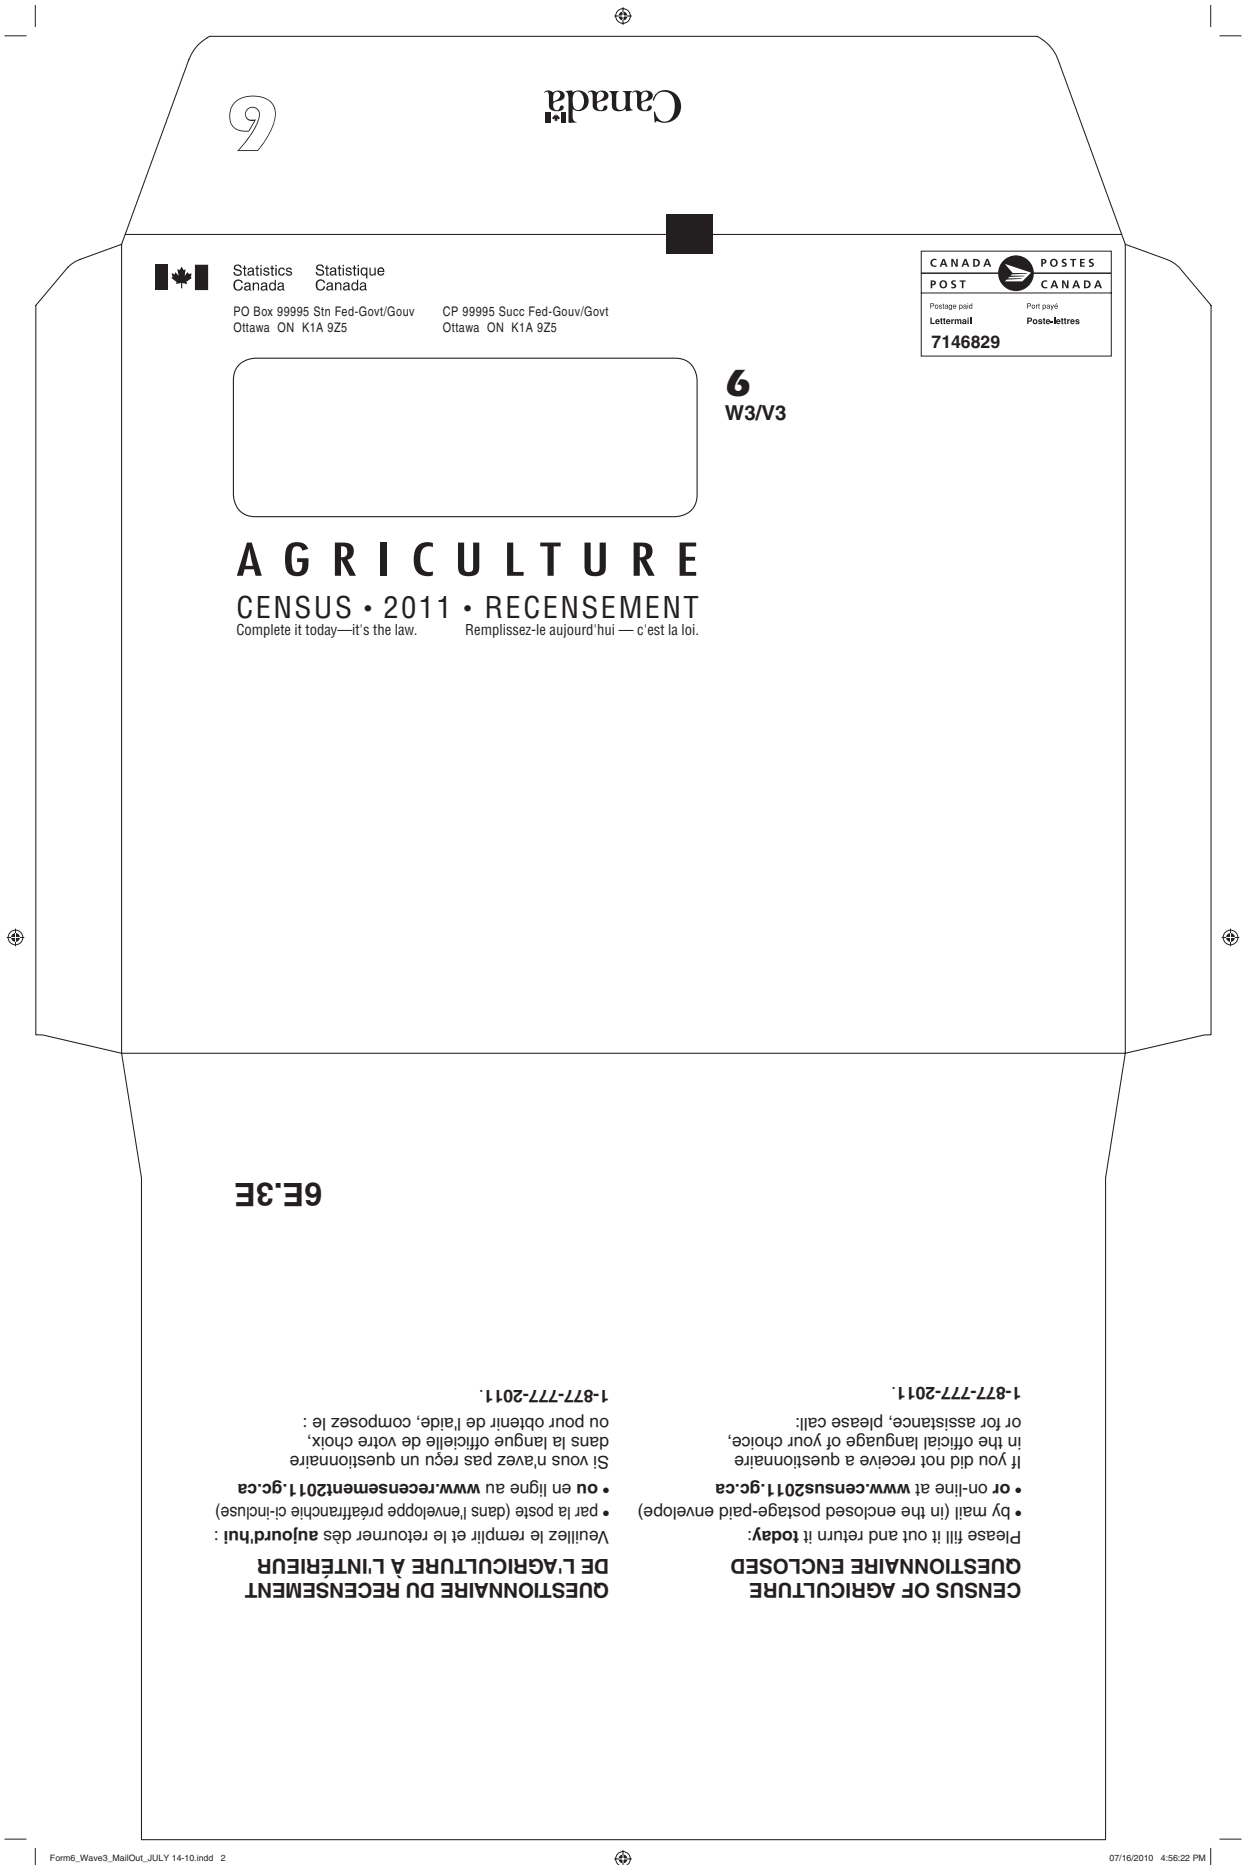 6
Canada
Statistics Canada
Statistique Canada
PO Box 99995 Stn Fed-Govt/Gouv
Ottawa ON K1A 9Z5
CP 99995 Succ Fed-Gouv/Govt
Ottawa ON K1A 9Z5
CANADA POSTES
POST CANADA
Postage paid Port payé
Lettermail Poste-lettres
7146829
6
W3/V3
AGRICULTURE
CENSUS • 2011 • RECENSEMENT
Complete it today—it's the law. Remplissez-le aujourd'hui — c'est la loi.
CENSUS OF AGRICULTURE
QUESTIONNAIRE ENCLOSED
Please fill it out and return it today:
• by mail (in the enclosed postage-paid envelope)
• or on-line at www.census2011.gc.ca
If you did not receive a questionnaire
in the official language of your choice,
or for assistance, please call:
1-877-777-2011.
QUESTIONNAIRE DU RECENSEMENT
DE L'AGRICULTURE À L'INTÉRIEUR
Veuillez le remplir et le retourner dès aujourd'hui :
• par la poste (dans l'enveloppe préaffranchie ci-incluse)
• ou en ligne au www.recensement2011.gc.ca
Si vous n'avez pas reçu un questionnaire
dans la langue officielle de votre choix,
ou pour obtenir de l'aide, composez le :
1-877-777-2011.
6E.3E
Form6_Wave3_MailOut_JULY 14-10.indd 2
07/16/2010 4:56:22 PM